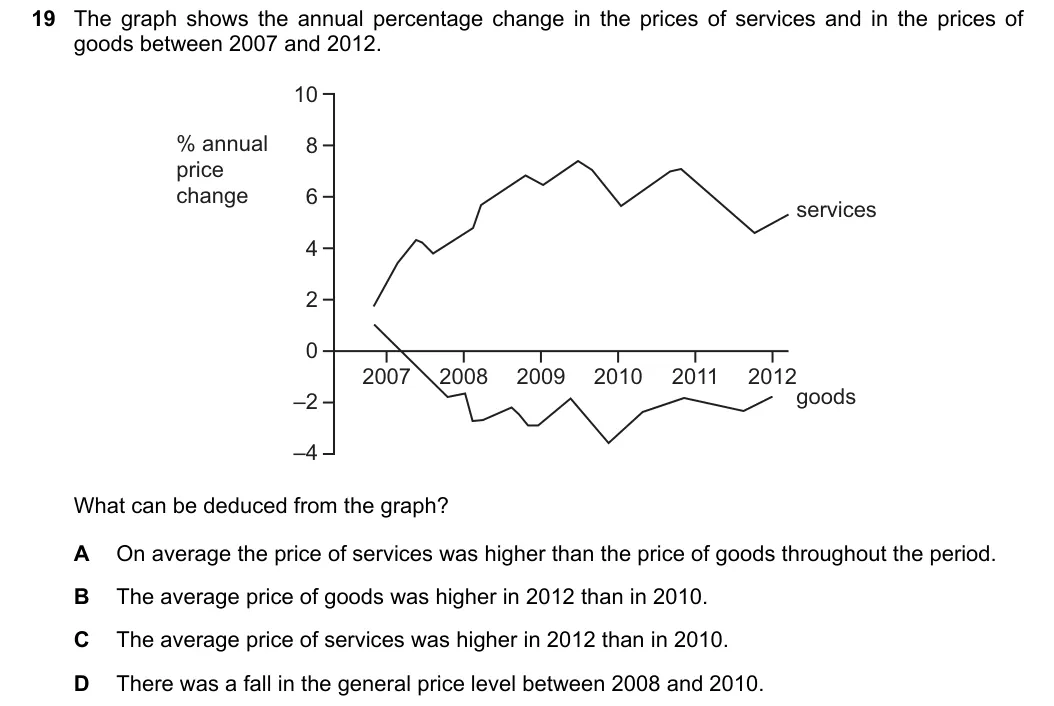 19 The graph shows the annual percentage change in the prices of services and in the prices of
goods between 2007 and 2012.
10
8
6
4
2
0
–2
–4
% annual
price
change
services
2007 2008 2009 2010 2011 2012
goods
What can be deduced from the graph?
A On average the price of services was higher than the price of goods throughout the period.
B The average price of goods was higher in 2012 than in 2010.
C The average price of services was higher in 2012 than in 2010.
D There was a fall in the general price level between 2008 and 2010.